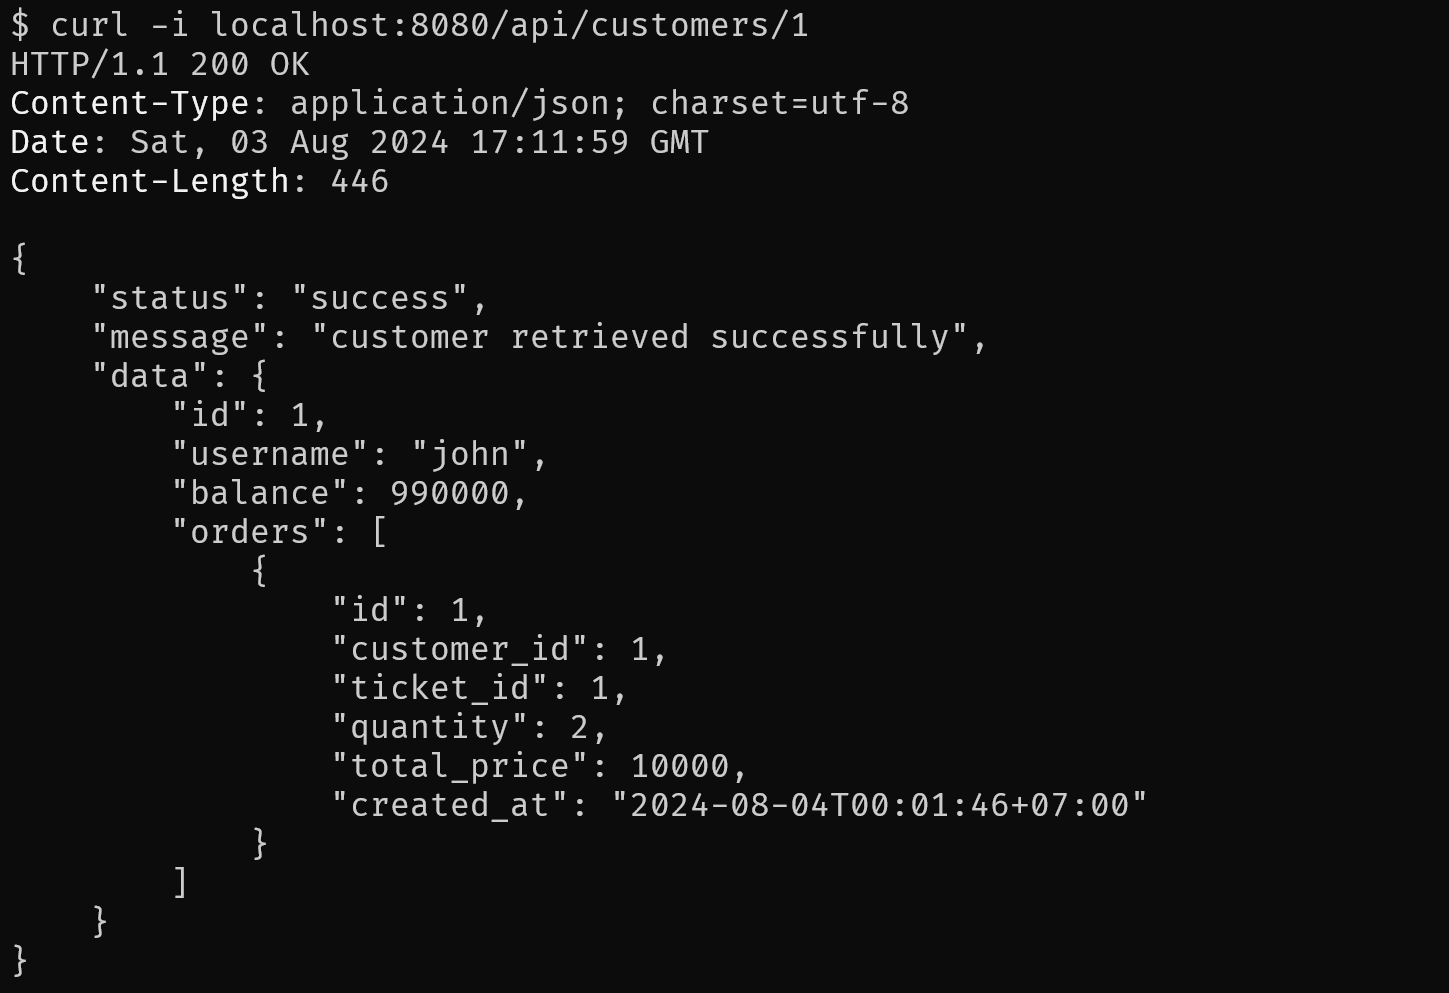 $ curl -i localhost:8080/api/customers/1
HTTP/1.1 200 OK
Content-Type: application/json; charset=utf-8
Date: Sat, 03 Aug 2024 17:11:59 GMT
Content-Length: 446

{
    "status": "success",
    "message": "customer retrieved successfully",
    "data": {
        "id": 1,
        "username": "john",
        "balance": 990000,
        "orders": [
            {
                "id": 1,
                "customer_id": 1,
                "ticket_id": 1,
                "quantity": 2,
                "total_price": 10000,
                "created_at": "2024-08-04T00:01:46+07:00"
            }
        ]
    }
}